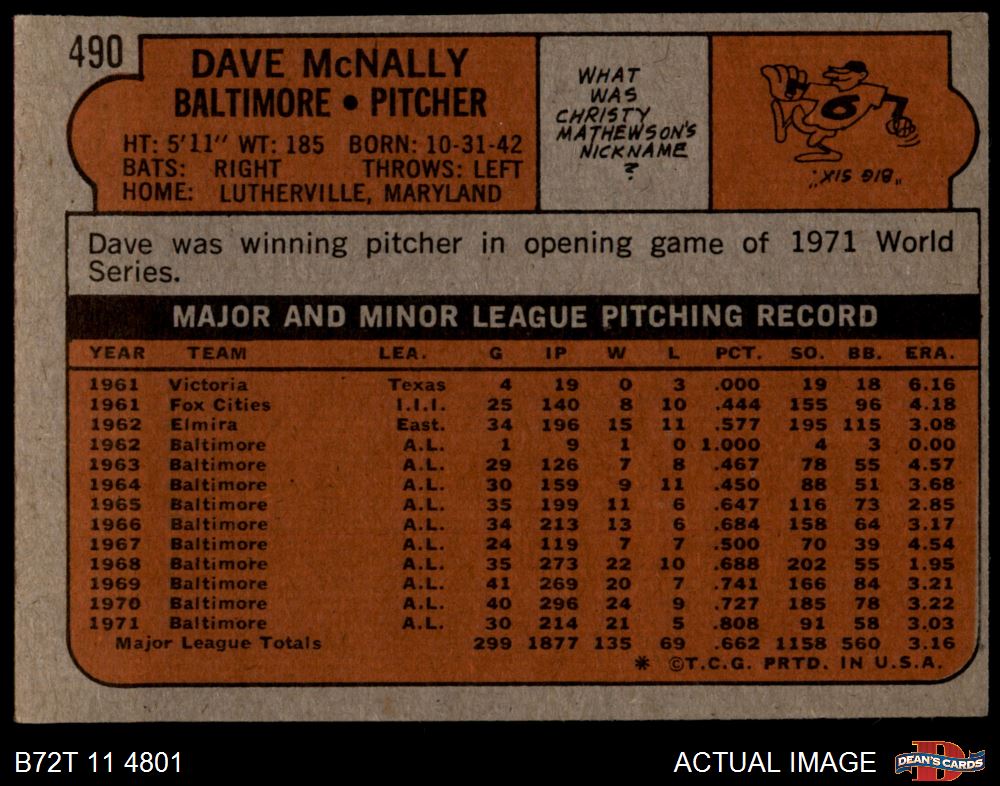 490
DAVE McNALLY
BALTIMORE • PITCHER
HT: 5'11" WT: 185 BORN: 10-31-42
BATS: RIGHT THROWS: LEFT
HOME: LUTHERVILLE, MARYLAND
WHAT
WAS
CHRISTY
MATHEWSON'S
NICKNAME
?
6
"BIG SIX."
Dave was winning pitcher in opening game of 1971 World
Series.
MAJOR AND MINOR LEAGUE PITCHING RECORD
YEAR TEAM LEA. G IP W L PCT. SO. BB. ERA.
1961 Victoria Texas 4 19 0 3 .000 19 18 6.16
1961 Fox Cities I.I.I. 25 140 8 10 .444 155 96 4.18
1962 Elmira East. 34 196 15 11 .577 195 115 3.08
1962 Baltimore A.L. 1 9 1 0 1.000 4 3 0.00
1963 Baltimore A.L. 29 126 7 8 .467 78 55 4.57
1964 Baltimore A.L. 30 159 9 11 .450 88 51 3.68
1965 Baltimore A.L. 35 199 11 6 .647 116 73 2.85
1966 Baltimore A.L. 34 213 13 6 .684 158 64 3.17
1967 Baltimore A.L. 24 119 7 7 .500 70 39 4.54
1968 Baltimore A.L. 35 273 22 10 .688 202 55 1.95
1969 Baltimore A.L. 41 269 20 7 .741 166 84 3.21
1970 Baltimore A.L. 40 296 24 9 .727 185 78 3.22
1971 Baltimore A.L. 30 214 21 5 .808 91 58 3.03
Major League Totals 299 1877 135 69 .662 1158 560 3.16
* ©T.C.G. PRTD. IN U.S.A.
B72T 11 4801
ACTUAL IMAGE
D
DEAN'S CARDS